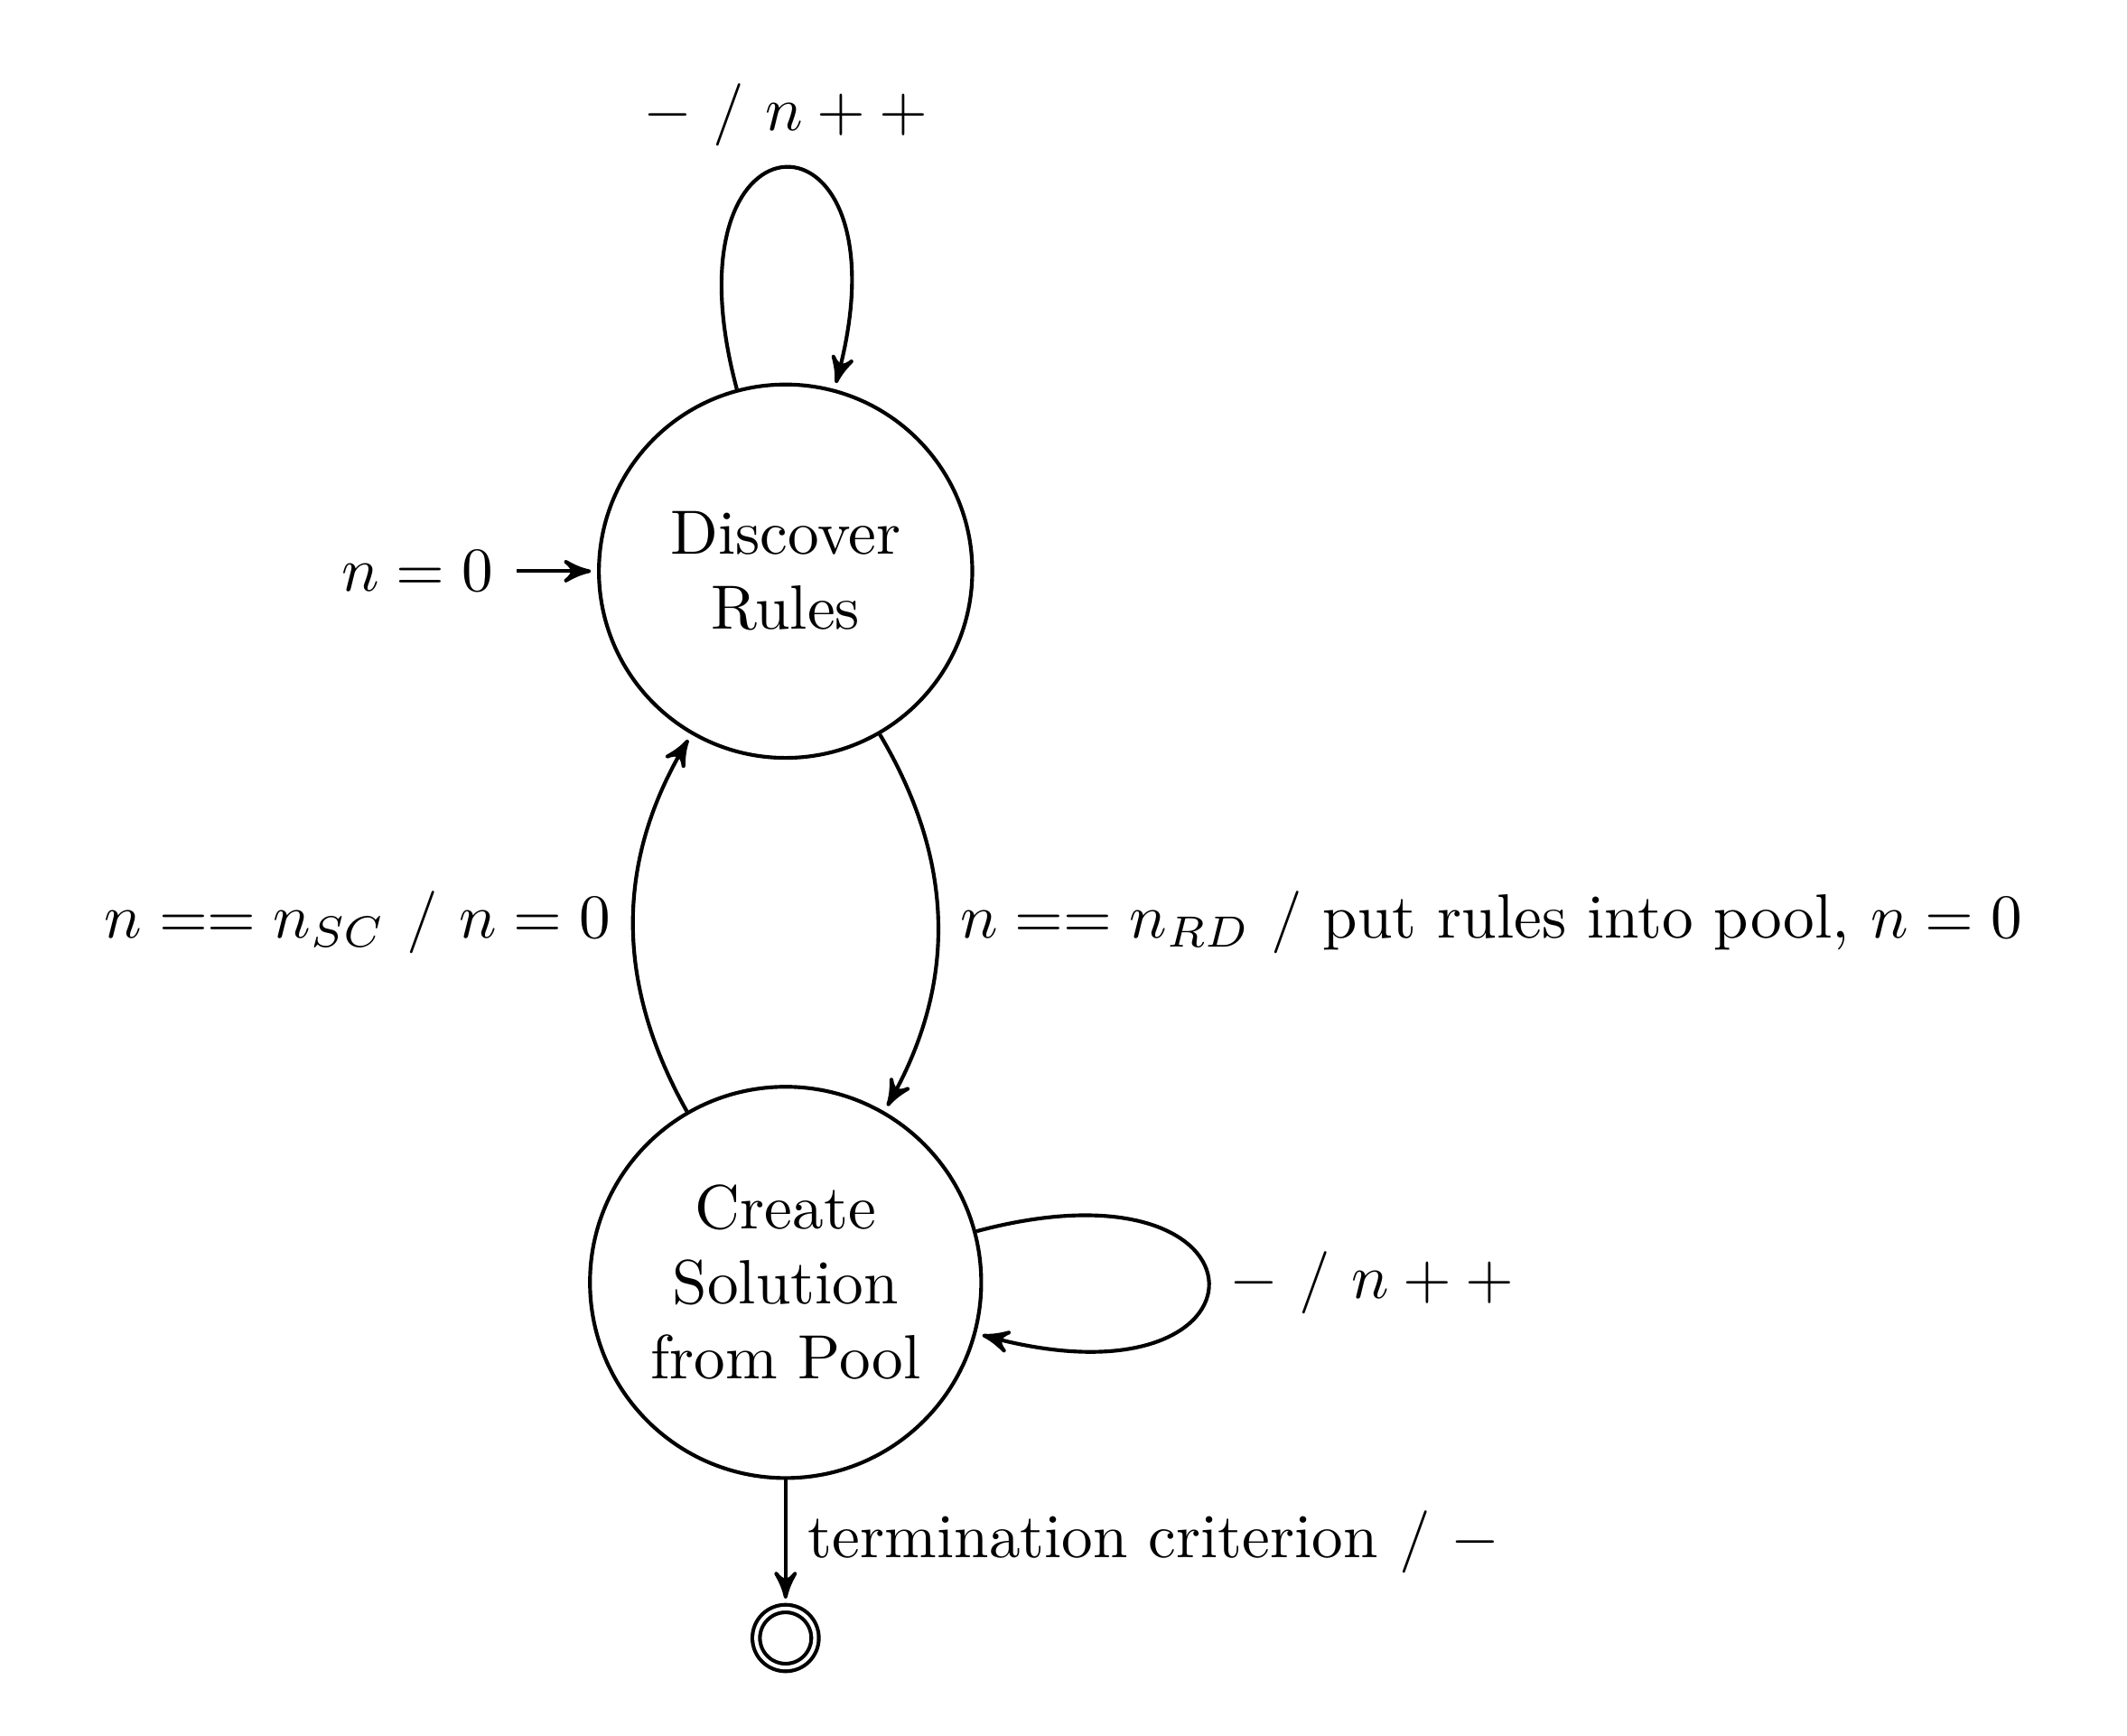 − / n + +
Discover
Rules
n = 0
n == n_{SC} / n = 0
n == n_{RD} / put rules into pool, n = 0
Create
Solution
from Pool
− / n + +
termination criterion / −